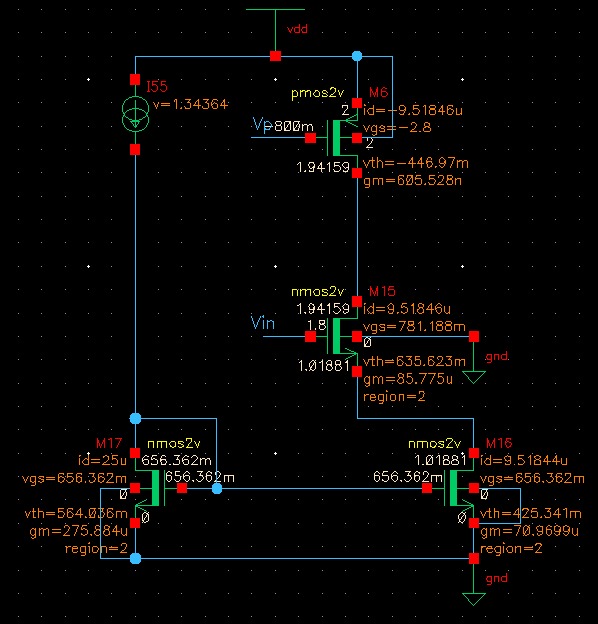 vdd
I55
v=1.34364
pmos2v
M6
2
id=-9.51846u
Vp
-800m
vgs=-2.8
2
1.94159
vth=-446.97m
gm=605.528n
nmos2v
M15
1.94159
id=9.51846u
Vin
1.8
vgs=781.188m
0
1.01881
vth=635.623m
gnd
gm=85.775u
region=2
M17
nmos2v
id=25u
656.362m
vgs=656.362m
656.362m
0
vth=564.036m
0
gm=275.884u
region=2
nmos2v
M16
1.01881
id=9.51844u
656.362m
vgs=656.362m
0
vth=425.341m
0
gm=70.9699u
region=2
gnd